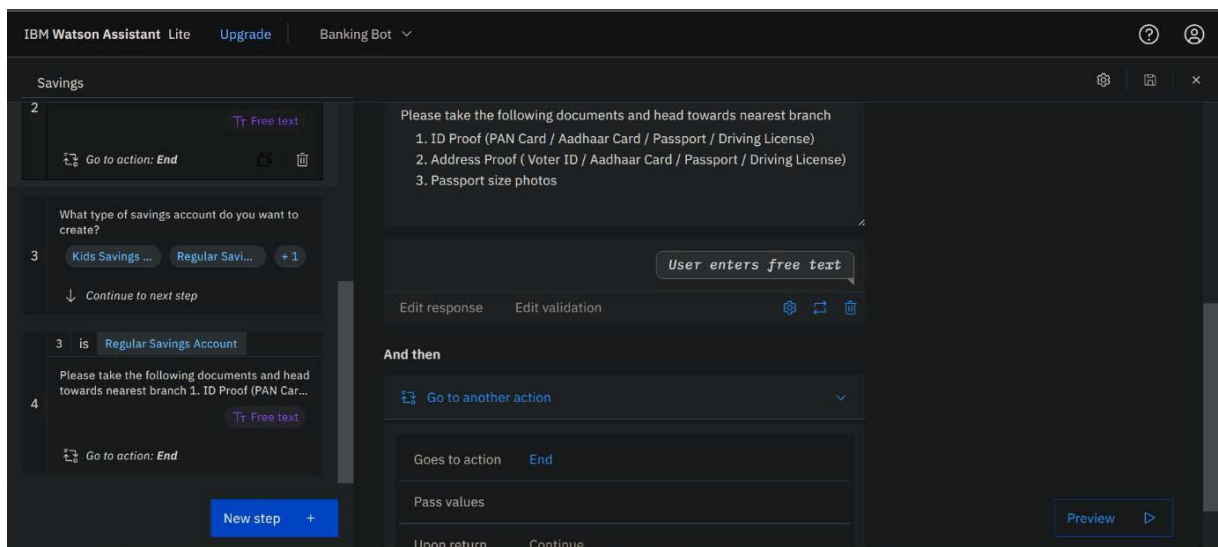 IBM Watson Assistant Lite Upgrade Banking Bot
Savings
2
Free text
Go to action: End
What type of savings account do you want to
create?
3
Kids Savings ... Regular Savi... + 1
Continue to next step
3 is Regular Savings Account
Please take the following documents and head
towards nearest branch 1. ID Proof (PAN Car...
4
Free text
Go to action: End
New step +
Please take the following documents and head towards nearest branch
1. ID Proof (PAN Card / Aadhaar Card / Passport / Driving License)
2. Address Proof ( Voter ID / Aadhaar Card / Passport / Driving License)
3. Passport size photos
User enters free text
Edit response Edit validation
And then
Go to another action
Goes to action End
Pass values
Upon return Continue
Preview